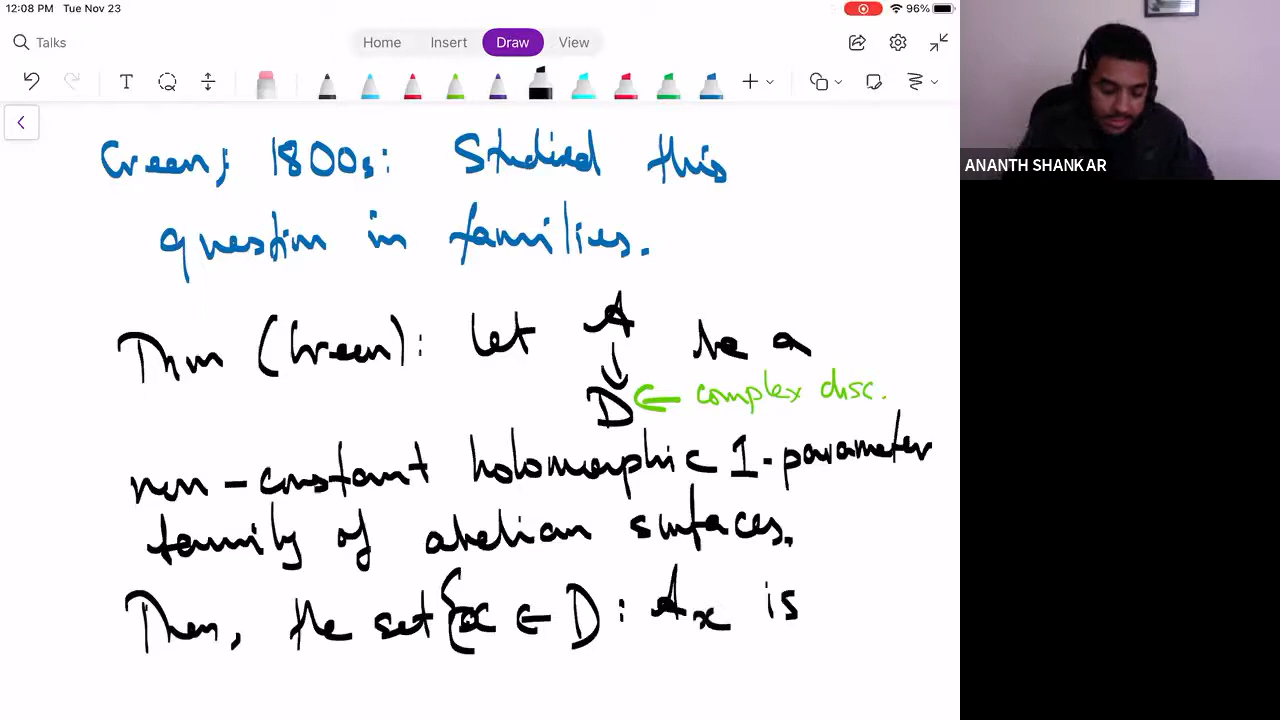 12:08 PM Tue Nov 23
96%
Talks
Home Insert Draw View
ANANTH SHANKAR
Green, 1800s: Studied this
question in families.
Thm (Green): Let A be a
↓
D ← complex disc.
non-constant holomorphic 1-parameter
family of abelian surfaces.
Then, the set {x ∈ D : A_x is